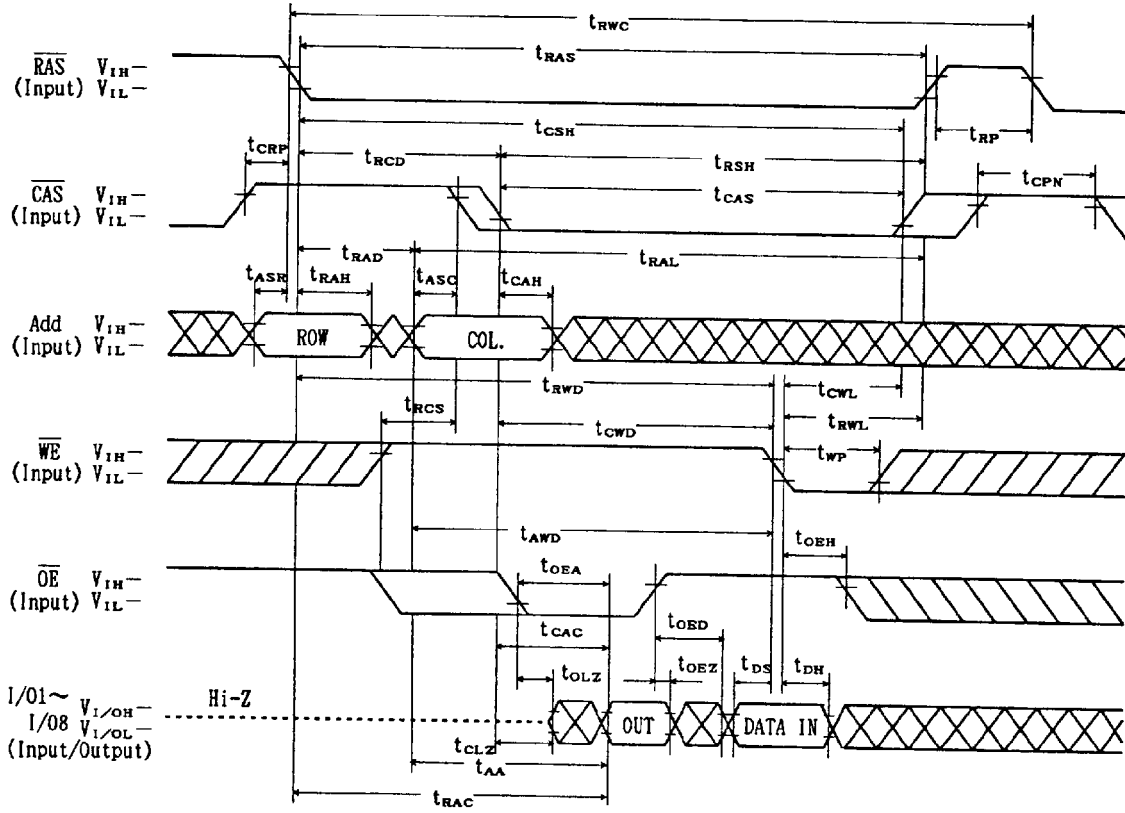 tRWC
RAS VIH
tRAS
(Input) VIL
tCSH
tRP
tCRP
tRCD
tRSH
CAS VIH
tCAS
tCPN
(Input) VIL
tRAD
tRAL
tASR
tRAH
tASC
tCAH
Add VIH
(Input) VIL
ROW
COL.
tRWD
tCWL
tRCS
tCWD
tRWL
WE VIH
tWP
(Input) VIL
tAWD
tOEH
OE VIH
tOEA
(Input) VIL
tCAC
tOED
tOLZ
tOEZ
tDS
tDH
I/O1~ VI/OH
Hi-Z
I/O8 VI/OL
OUT
DATA IN
(Input/Output)
tCLZ
tAA
tRAC